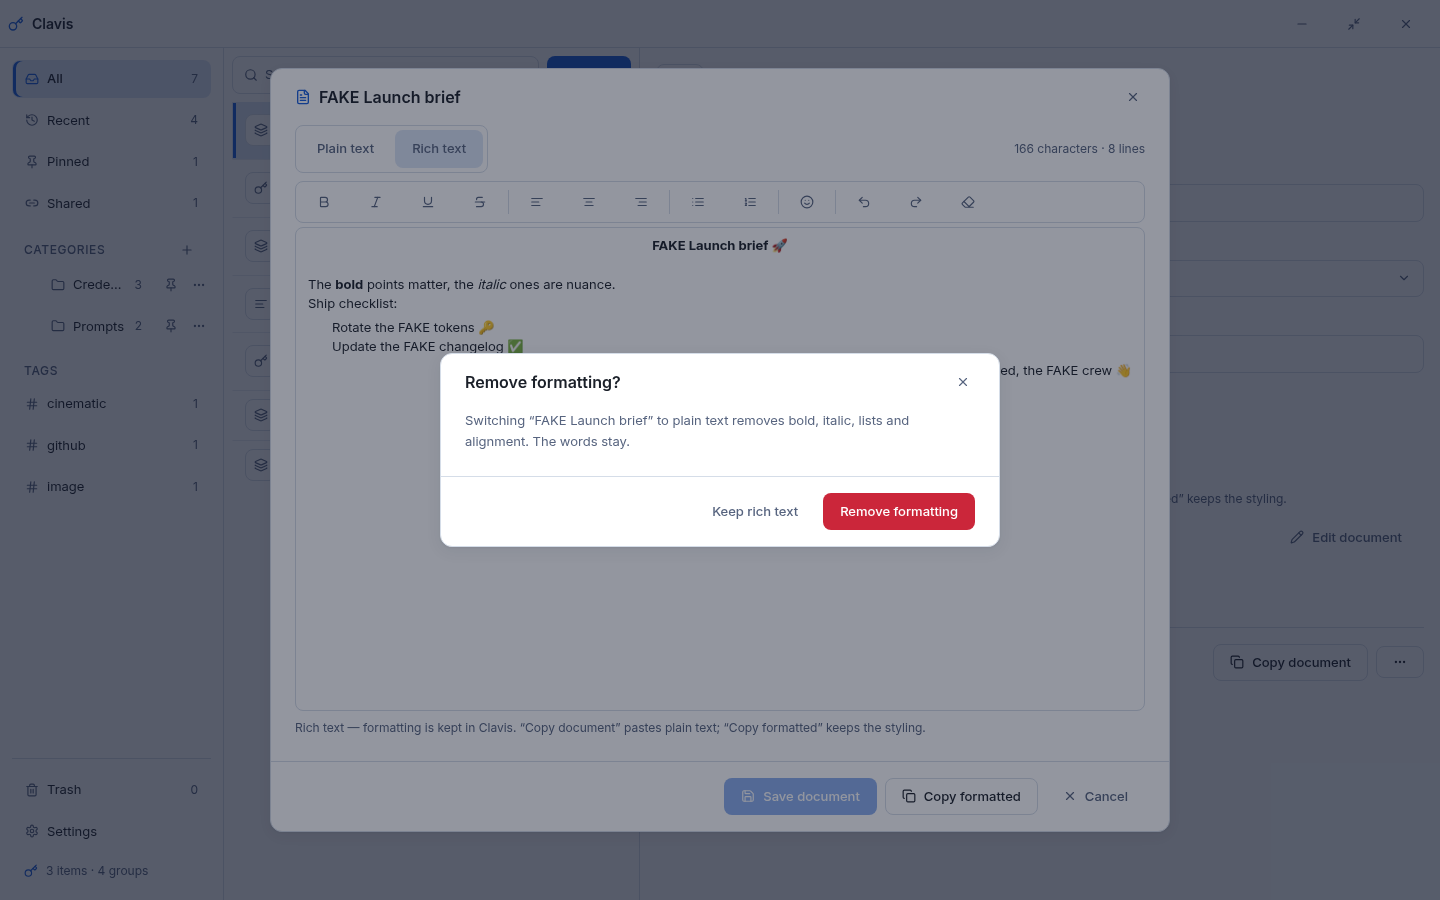 Clavis
All 7
Recent 4
Pinned 1
Shared 1
CATEGORIES
Crede... 3
Prompts 2
TAGS
cinematic 1
github 1
image 1
Trash 0
Settings
3 items · 4 groups
FAKE Launch brief
Plain text
Rich text
166 characters · 8 lines
FAKE Launch brief 🚀
The bold points matter, the italic ones are nuance.
Ship checklist:
Rotate the FAKE tokens 🔑
Update the FAKE changelog ✅
ed, the FAKE crew 👋
Remove formatting?
Switching “FAKE Launch brief” to plain text removes bold, italic, lists and
alignment. The words stay.
Keep rich text
Remove formatting
Rich text — formatting is kept in Clavis. “Copy document” pastes plain text; “Copy formatted” keeps the styling.
Save document
Copy formatted
Cancel
d” keeps the styling.
Edit document
Copy document